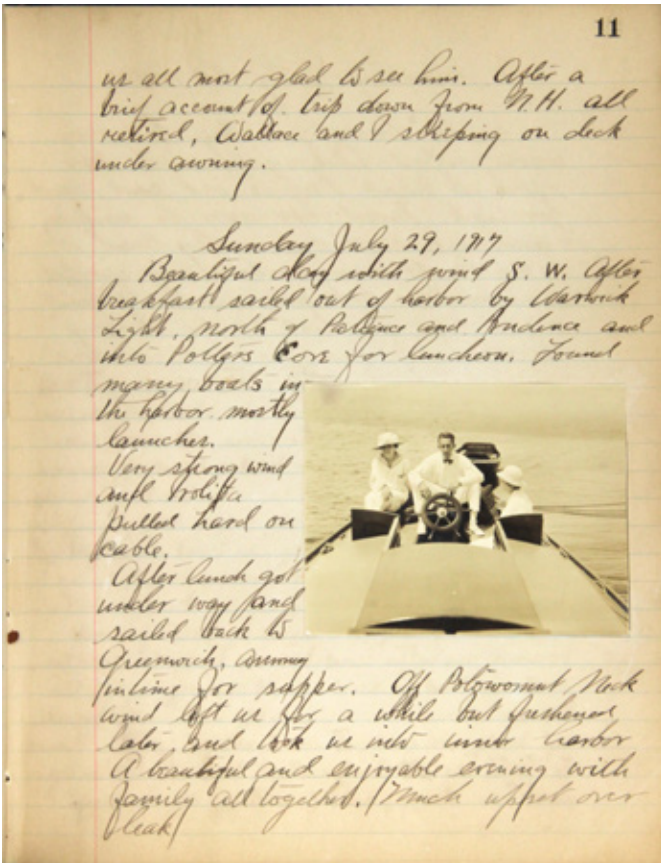 11
us all most glad to see him. After a
brief account of trip down from N.H. all
retired, Wallace and I sleeping on deck
under awning.
Sunday July 29, 1917
Beautiful day with wind S. W. After
breakfast sailed out of harbor by Warwick
Light, north of Patience and Prudence and
into Potters Cove for luncheon. Found
many boats in
the harbor mostly
launches.
Very strong wind
and
pulled hard on
cable.
After lunch got
under way and
sailed back to
Greenwich, arriving
in time for supper. Off Potowomut Neck
wind left us for a while but freshened
later and took us into inner harbor
A beautiful and enjoyable evening with
family all together. (Much upset over
leak)